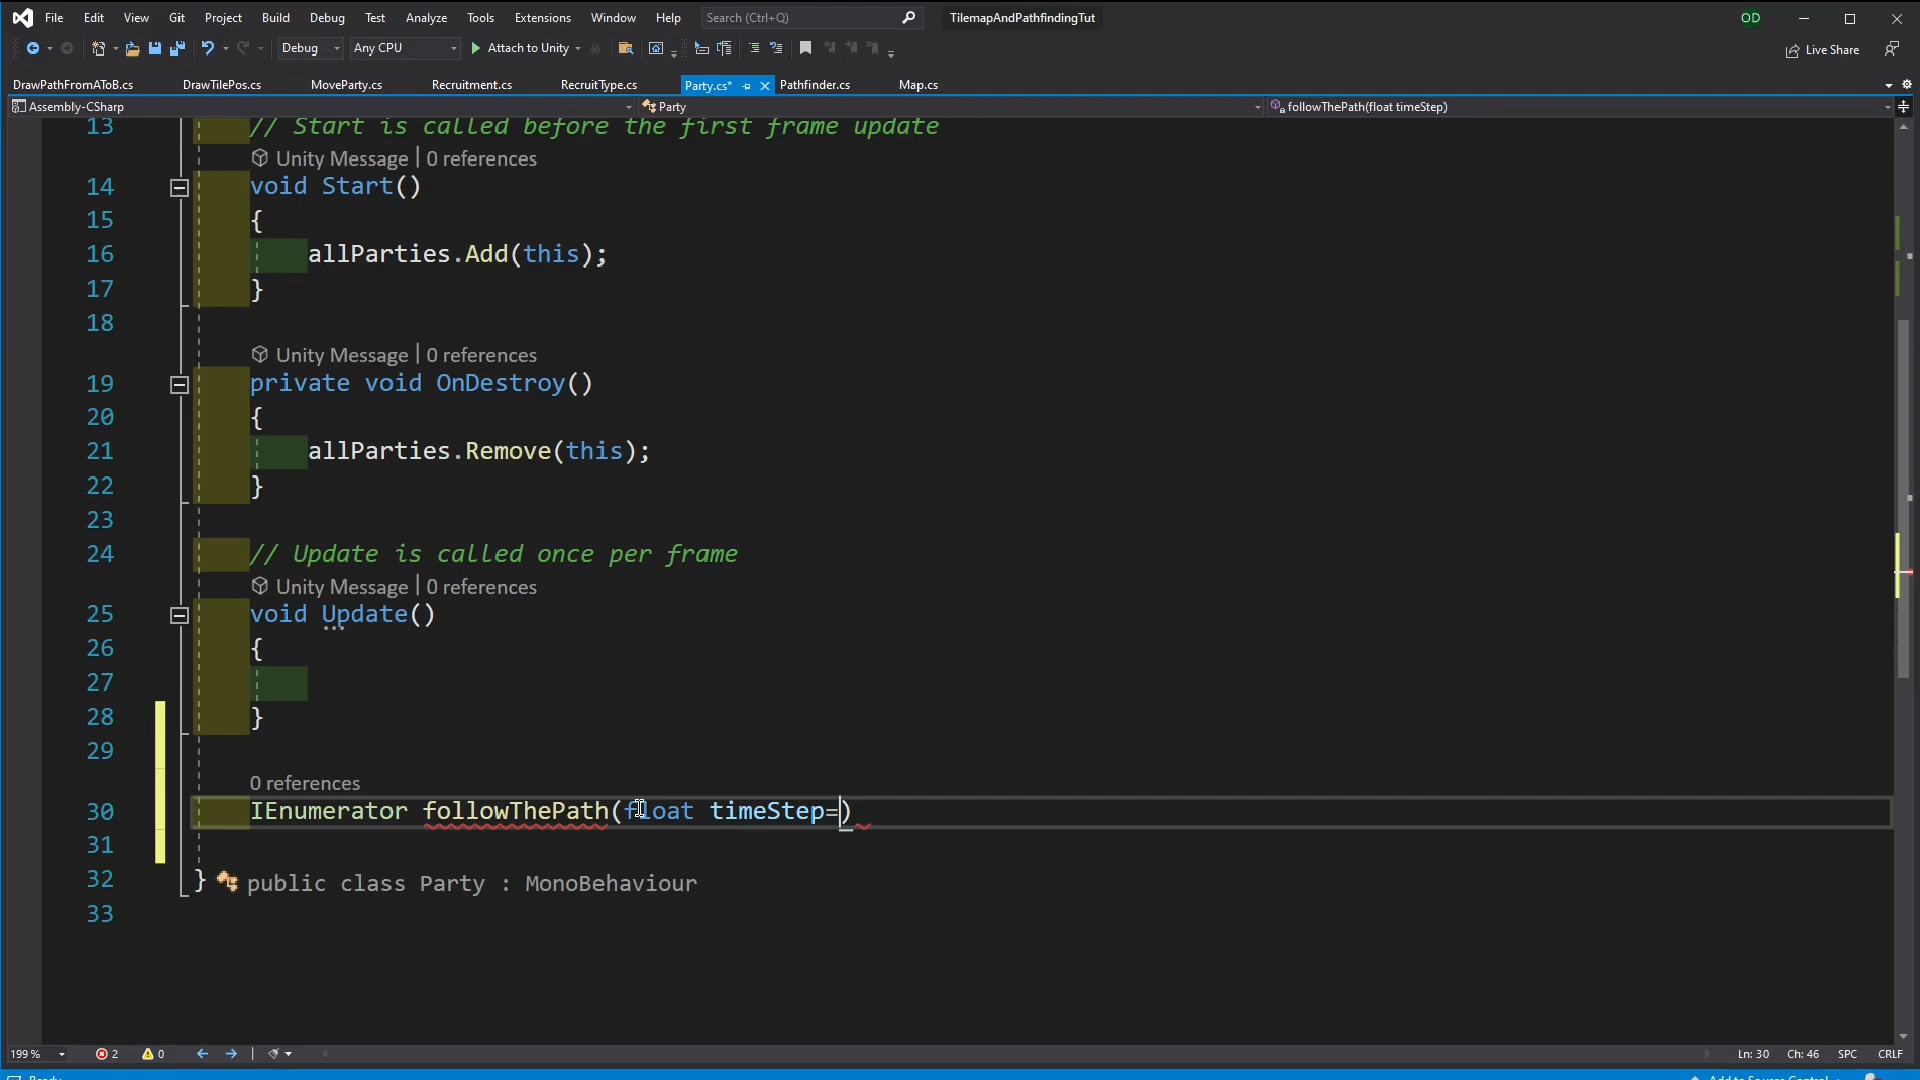 File Edit View Git Project Build Debug Test Analyze Tools Extensions Window Help Search (Ctrl+Q) TilemapAndPathfindingTut OD
Debug Any CPU Attach to Unity Live Share
DrawPathFromAToB.cs DrawTilePos.cs MoveParty.cs Recruitment.cs RecruitType.cs Party.cs* Pathfinder.cs Map.cs
Assembly-CSharp Party followThePath(float timeStep)
13 // Start is called before the first frame update
Unity Message | 0 references
14 void Start()
15 {
16 allParties.Add(this);
17 }
18
Unity Message | 0 references
19 private void OnDestroy()
20 {
21 allParties.Remove(this);
22 }
23
24 // Update is called once per frame
Unity Message | 0 references
25 void Update()
26 {
27
28 }
29
0 references
30 IEnumerator followThePath(float timeStep=)
31
32 } public class Party : MonoBehaviour
33
199 % 2 0 Ln: 30 Ch: 46 SPC CRLF
Ready Add to Source Control